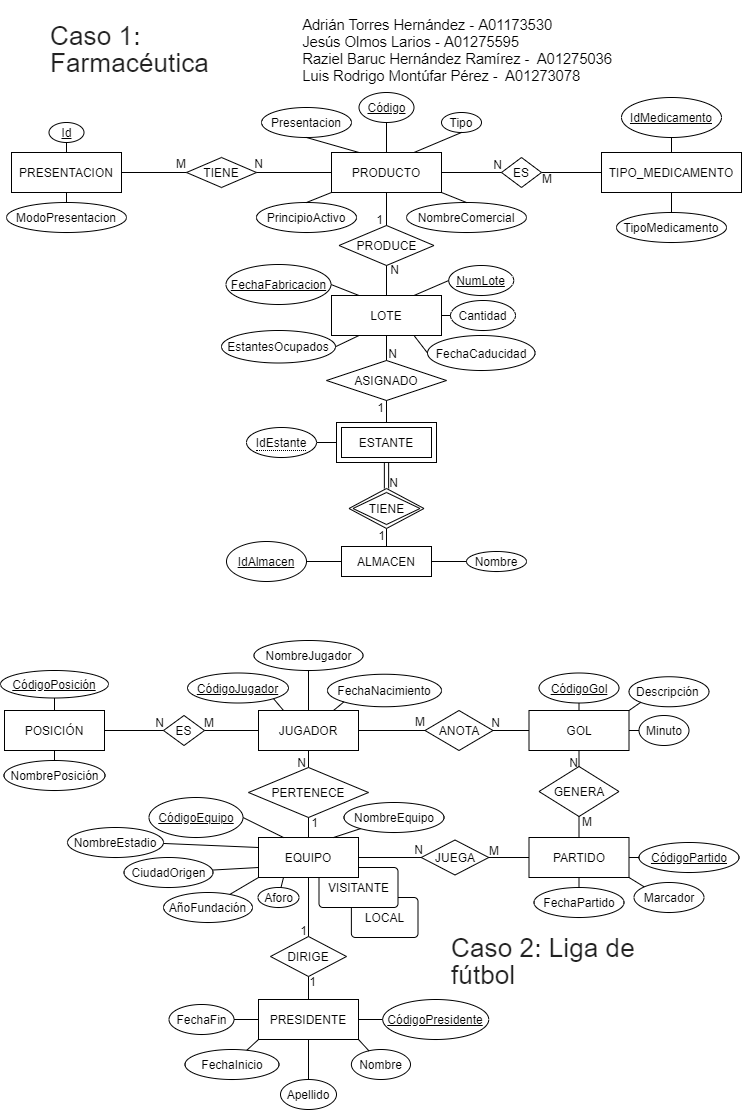 Caso 1:
Farmacéutica
Adrián Torres Hernández - A01173530
Jesús Olmos Larios - A01275595
Raziel Baruc Hernández Ramírez -  A01275036
Luis Rodrigo Montúfar Pérez -  A01273078
Presentacion
Código
Tipo
IdMedicamento
Id
PRESENTACION
M
TIENE
N
PRODUCTO
N
ES
M
TIPO_MEDICAMENTO
ModoPresentacion
PrincipioActivo
1
NombreComercial
TipoMedicamento
PRODUCE
N
FechaFabricacion
NumLote
LOTE
Cantidad
EstantesOcupados
N
FechaCaducidad
ASIGNADO
1
IdEstante
ESTANTE
N
TIENE
1
IdAlmacen
ALMACEN
Nombre
NombreJugador
CódigoPosición
CódigoJugador
FechaNacimiento
CódigoGol
Descripción
POSICIÓN
N
ES
M
JUGADOR
M
ANOTA
N
GOL
Minuto
NombrePosición
N
PERTENECE
1
N
GENERA
M
CódigoEquipo
NombreEquipo
NombreEstadio
EQUIPO
N
JUEGA
M
PARTIDO
CódigoPartido
CiudadOrigen
AñoFundación
Aforo
VISITANTE
LOCAL
FechaPartido
Marcador
1
DIRIGE
1
Caso 2: Liga de
fútbol
FechaFin
PRESIDENTE
CódigoPresidente
FechaInicio
Nombre
Apellido